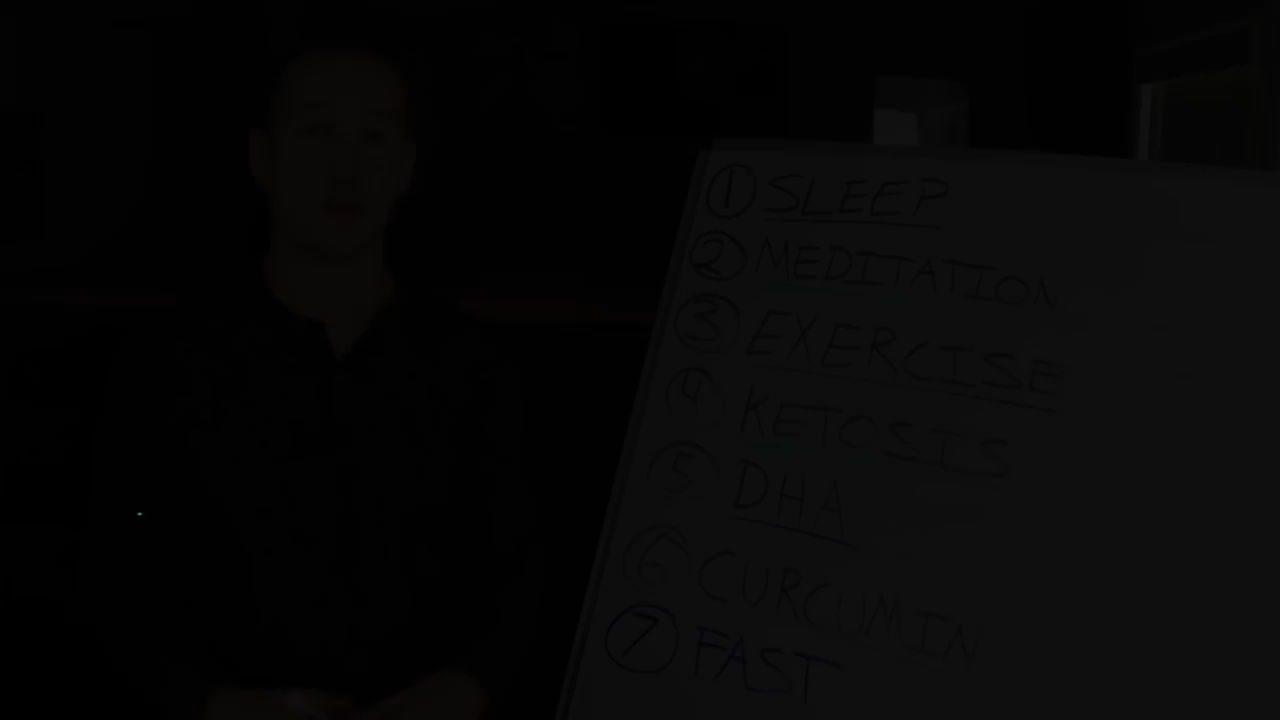 1 SLEEP
2 MEDITATION
3 EXERCISE
4 KETOSIS
5 DHA
6 CURCUMIN
7 FAST